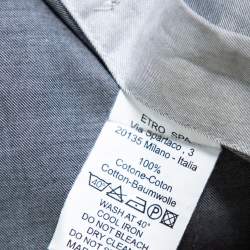 ETRO SPA
Via Spartaco, 3
20135 Milano - Italia
100%
Cotone-Coton
Cotton-Baumwolle
40°
WASH AT 40°
COOL IRON
DO NOT BLEACH
DRY CLEAN